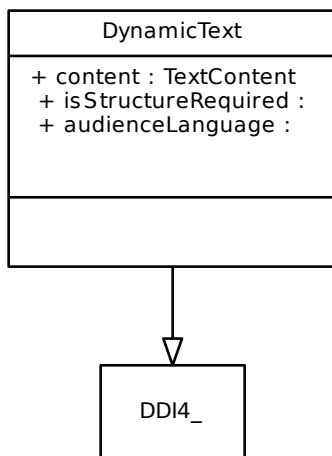 DynamicText
+ content : TextContent
+ isStructureRequired :
+ audienceLanguage :
DDI4_